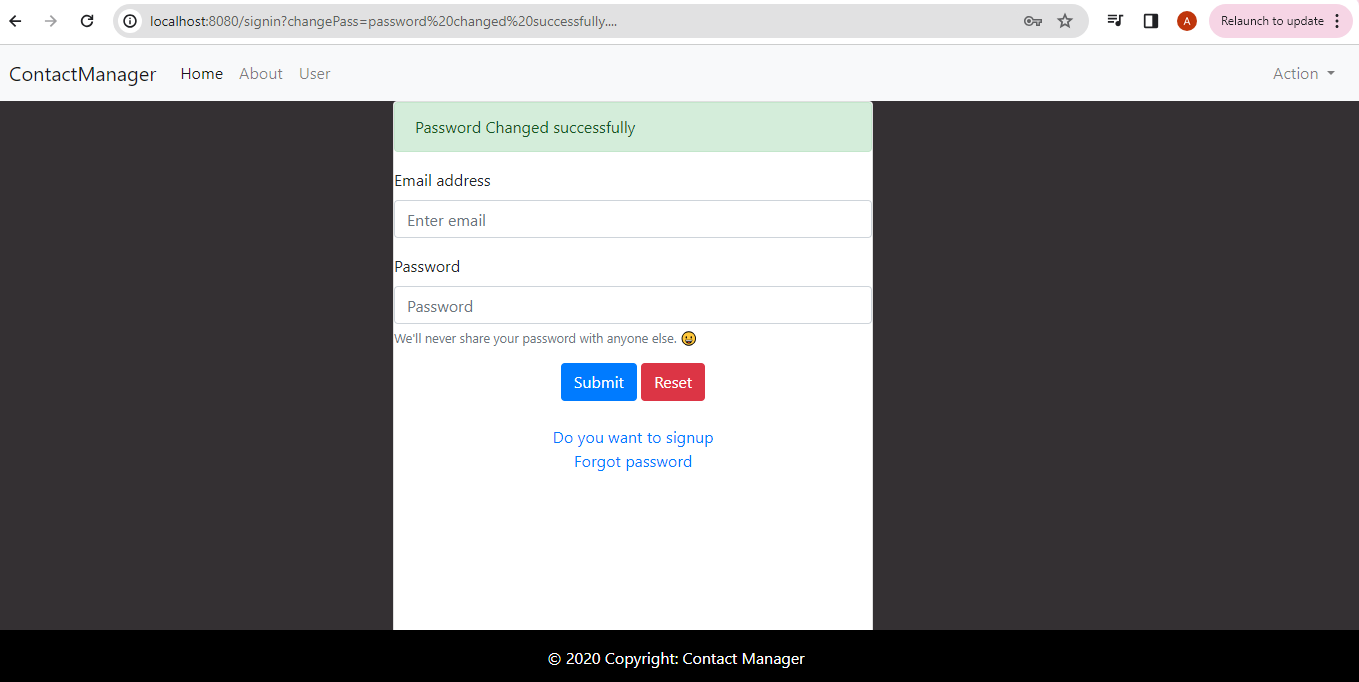 localhost:8080/signin?changePass=password%20changed%20successfully....
A
Relaunch to update
ContactManager Home About User Action
Password Changed successfully
Email address
Enter email
Password
Password
We'll never share your password with anyone else. 😀
Submit Reset
Do you want to signup
Forgot password
© 2020 Copyright: Contact Manager